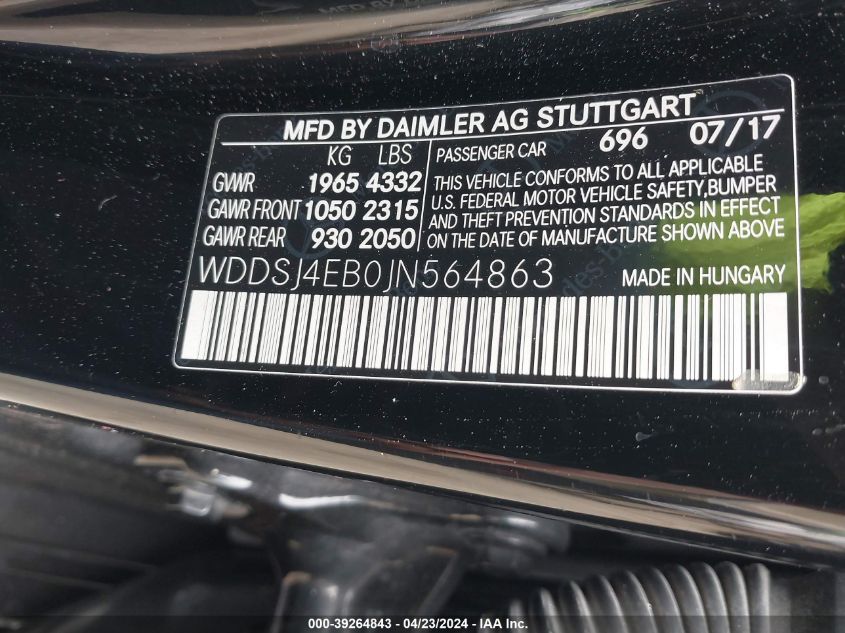 MFD BY DAIMLER AG STUTTGART
KG LBS
GVWR 1965 4332
GAWR FRONT 1050 2315
GAWR REAR 930 2050
PASSENGER CAR 696 07/17
THIS VEHICLE CONFORMS TO ALL APPLICABLE
U.S. FEDERAL MOTOR VEHICLE SAFETY,BUMPER
AND THEFT PREVENTION STANDARDS IN EFFECT
ON THE DATE OF MANUFACTURE SHOWN ABOVE
WDDSJ4EB0JN564863 MADE IN HUNGARY
000-39264843 / 04/23/2024 - IAA Inc.